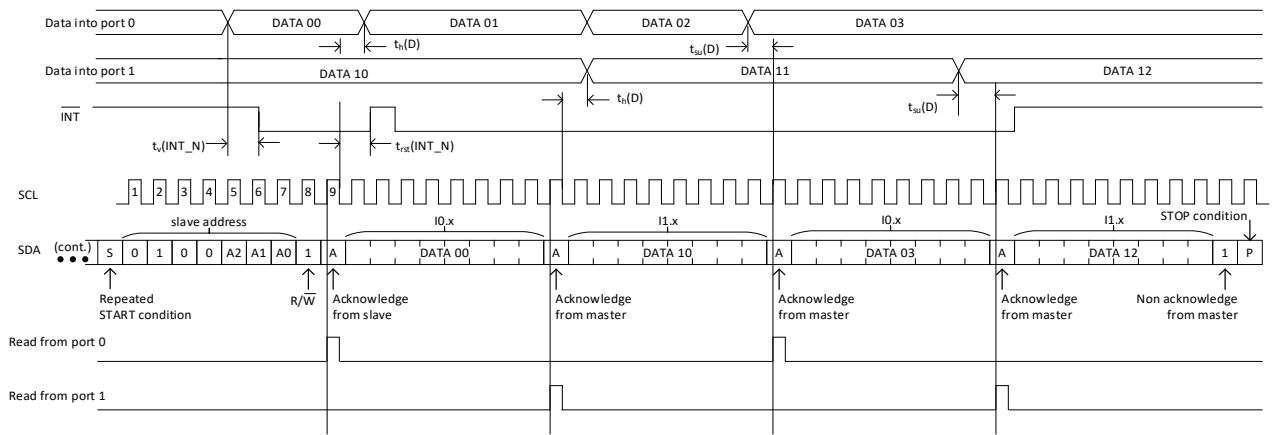 Data into port 0 DATA 00 DATA 01 DATA 02 DATA 03
th(D) tsu(D)
Data into port 1 DATA 10 DATA 11 DATA 12
th(D) tsu(D)
INT
tv(INT_N) trst(INT_N)
SCL 1 2 3 4 5 6 7 8 9
slave address I0.x I1.x I0.x I1.x STOP condition
SDA (cont.) S 0 1 0 0 A2 A1 A0 1 A DATA 00 A DATA 10 A DATA 03 A DATA 12 1 P
Repeated R/W Acknowledge Acknowledge Acknowledge Acknowledge Non acknowledge
START condition from slave from master from master from master from master
Read from port 0
Read from port 1